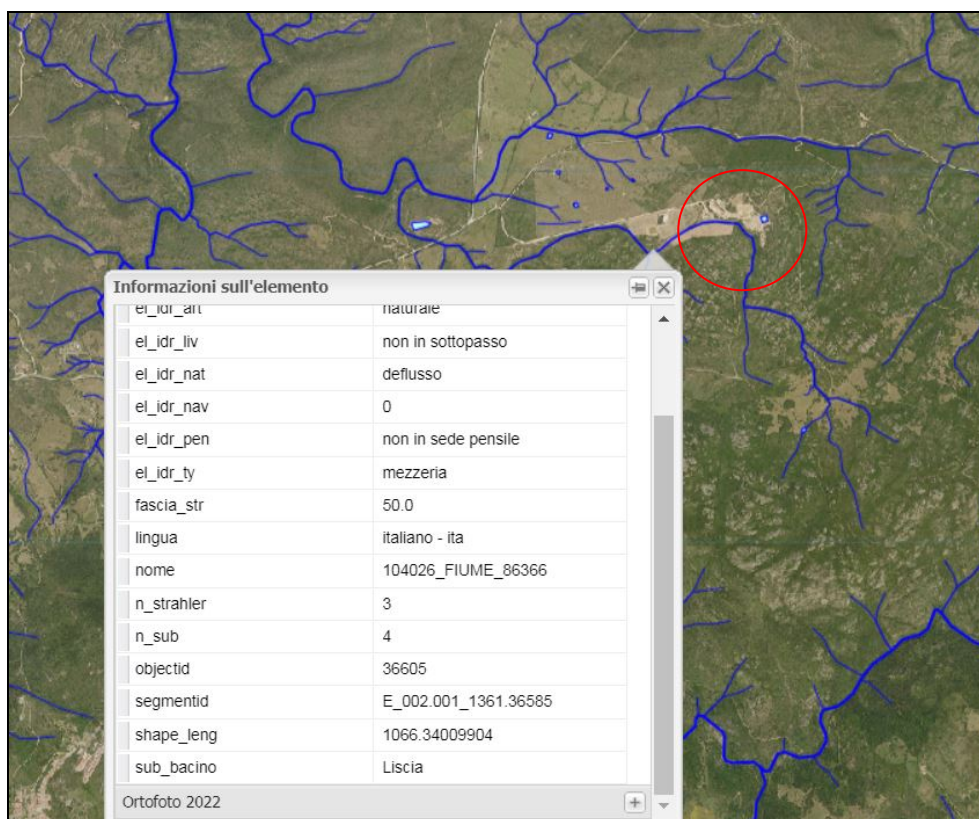 Informazioni sull'elemento
el_idr_art naturale
el_idr_liv non in sottopasso
el_idr_nat deflusso
el_idr_nav 0
el_idr_pen non in sede pensile
el_idr_ty mezzeria
fascia_str 50.0
lingua italiano - ita
nome 104026_FIUME_86366
n_strahler 3
n_sub 4
objectid 36605
segmentid E_002.001_1361.36585
shape_leng 1066.34009904
sub_bacino Liscia
Ortofoto 2022